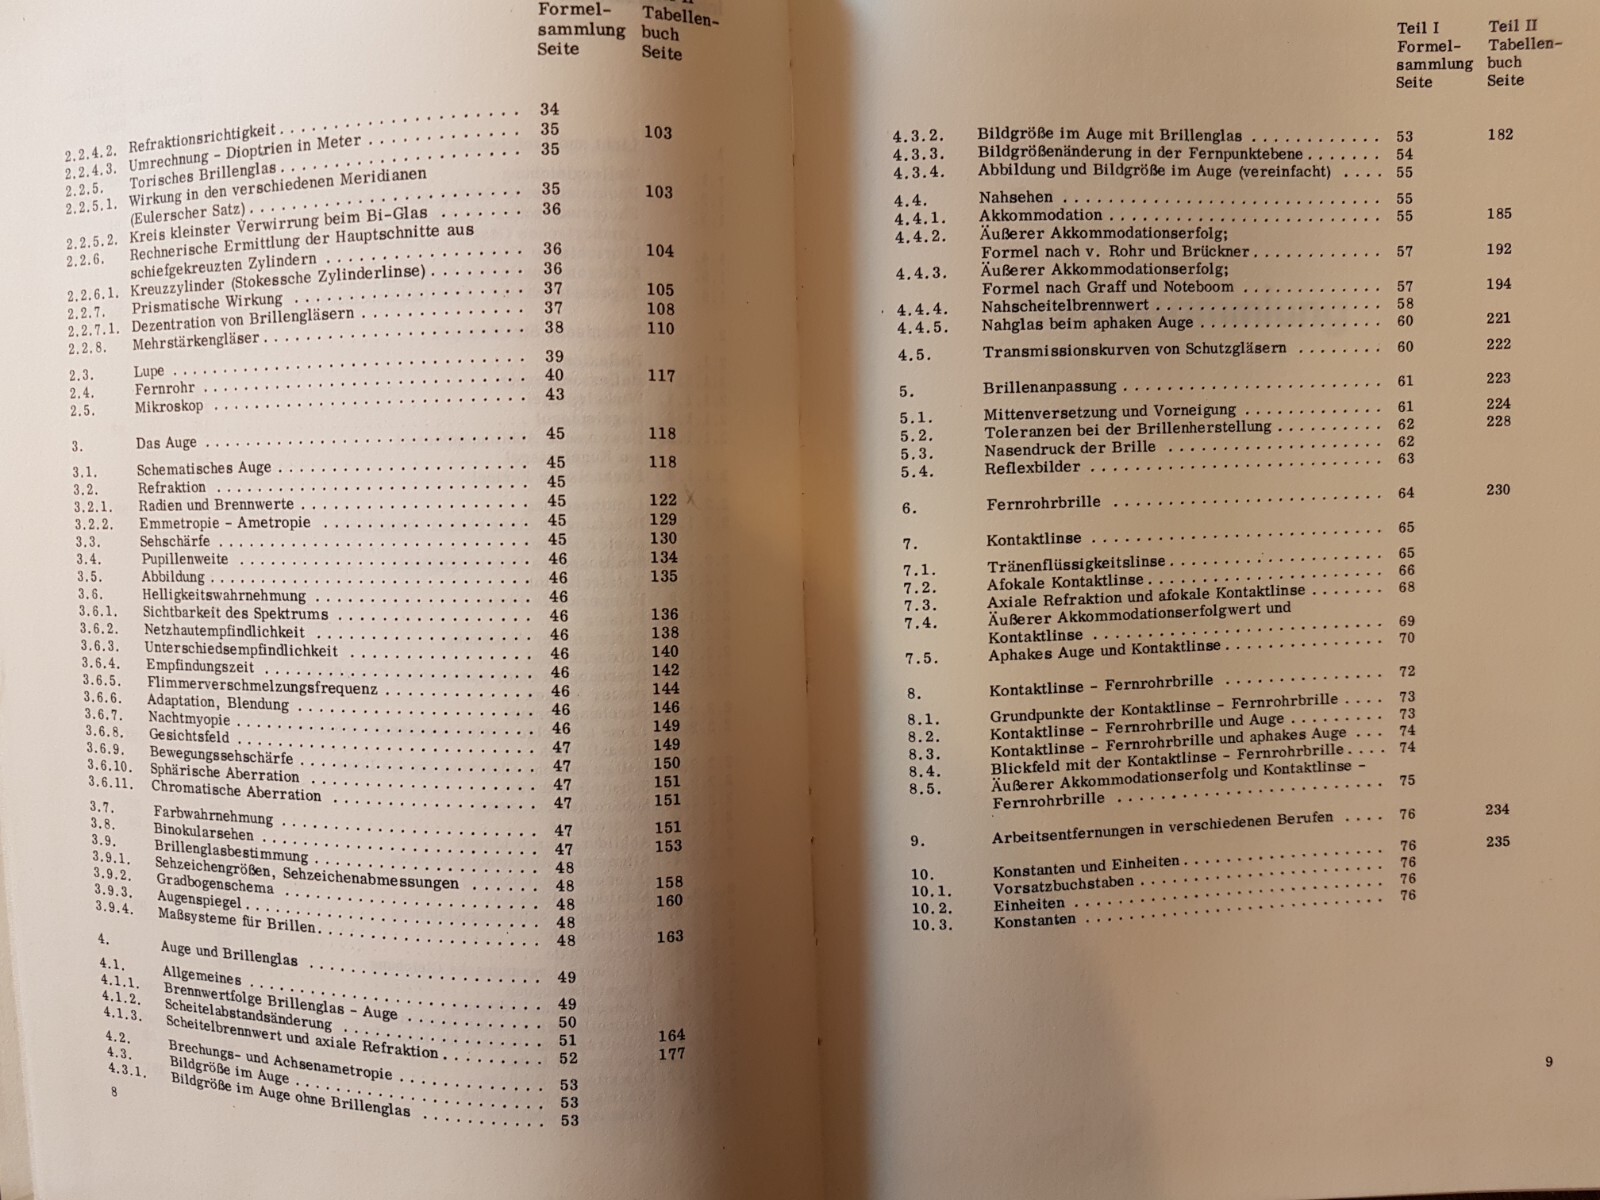 Formel-
sammlung
Seite
Tabellen-
buch
Seite
2.2.4.2. Refraktionsrichtigkeit 34
2.2.4.3. Umrechnung - Dioptrien in Meter 35 103
2.2.5. Torisches Brillenglas 35
2.2.5.1. Wirkung in den verschiedenen Meridianen
(Eulerscher Satz) 35 103
2.2.5.2. Kreis kleinster Verwirrung beim Bi-Glas 36
2.2.6. Rechnerische Ermittlung der Hauptschnitte aus
schiefgekreuzten Zylindern 36 104
2.2.6.1. Kreuzzylinder (Stokessche Zylinderlinse) 36
2.2.7. Prismatische Wirkung 37 105
2.2.7.1. Dezentration von Brillengläsern 37 108
2.2.8. Mehrstärkengläser 38 110
2.3. Lupe 39
2.4. Fernrohr 40 117
2.5. Mikroskop 43
3. Das Auge 45 118
3.1. Schematisches Auge 45 118
3.2. Refraktion 45
3.2.1. Radien und Brennwerte 45 122
3.2.2. Emmetropie - Ametropie 45 129
3.3. Sehschärfe 45 130
3.4. Pupillenweite 46 134
3.5. Abbildung 46 135
3.6. Helligkeitswahrnehmung 46
3.6.1. Sichtbarkeit des Spektrums 46 136
3.6.2. Netzhautempfindlichkeit 46 138
3.6.3. Unterschiedsempfindlichkeit 46 140
3.6.4. Empfindungszeit 46 142
3.6.5. Flimmerverschmelzungsfrequenz 46 144
3.6.6. Adaptation, Blendung 46 146
3.6.7. Nachtmyopie 46 149
3.6.8. Gesichtsfeld 47 149
3.6.9. Bewegungssehschärfe 47 150
3.6.10. Sphärische Aberration 47 151
3.6.11. Chromatische Aberration 47 151
3.7. Farbwahrnehmung 47 151
3.8. Binokularsehen 47 153
3.9. Brillenglasbestimmung 48
3.9.1. Sehzeichengrößen, Sehzeichenabmessungen 48 158
3.9.2. Gradbogenschema 48 160
3.9.3. Augenspiegel 48
3.9.4. Maßsysteme für Brillen 48 163
4. Auge und Brillenglas 49
4.1. Allgemeines 49
4.1.1. Brennwertfolge Brillenglas - Auge 50
4.1.2. Scheitelabstandsänderung 51 164
4.1.3. Scheitelbrennwert und axiale Refraktion 52 177
4.2. Brechungs- und Achsenametropie 53
4.3. Bildgröße im Auge 53
4.3.1. Bildgröße im Auge ohne Brillenglas 53
8
Teil I
Formel-
sammlung
Seite
Teil II
Tabellen-
buch
Seite
4.3.2. Bildgröße im Auge mit Brillenglas 53 182
4.3.3. Bildgrößenänderung in der Fernpunktebene 54
4.3.4. Abbildung und Bildgröße im Auge (vereinfacht) 55
4.4. Nahsehen 55
4.4.1. Akkommodation 55 185
4.4.2. Äußerer Akkommodationserfolg;
Formel nach v. Rohr und Brückner 57 192
4.4.3. Äußerer Akkommodationserfolg;
Formel nach Graff und Noteboom 57 194
4.4.4. Nahscheitelbrennwert 58
4.4.5. Nahglas beim aphaken Auge 60 221
4.5. Transmissionskurven von Schutzgläsern 60 222
5. Brillenanpassung 61 223
5.1. Mittenversetzung und Vorneigung 61 224
5.2. Toleranzen bei der Brillenherstellung 62 228
5.3. Nasendruck der Brille 62
5.4. Reflexbilder 63
6. Fernrohrbrille 64 230
7. Kontaktlinse 65
7.1. Tränenflüssigkeitslinse 65
7.2. Afokale Kontaktlinse 66
7.3. Axiale Refraktion und afokale Kontaktlinse 68
7.4. Äußerer Akkommodationserfolgwert und
Kontaktlinse 69
7.5. Aphakes Auge und Kontaktlinse 70
8. Kontaktlinse - Fernrohrbrille 72
8.1. Grundpunkte der Kontaktlinse - Fernrohrbrille 73
8.2. Kontaktlinse - Fernrohrbrille und Auge 73
8.3. Kontaktlinse - Fernrohrbrille und aphakes Auge 74
8.4. Blickfeld mit der Kontaktlinse - Fernrohrbrille 74
8.5. Äußerer Akkommodationserfolg und Kontaktlinse -
Fernrohrbrille 75
9. Arbeitsentfernungen in verschiedenen Berufen 76 234
10. Konstanten und Einheiten 76 235
10.1. Vorsatzbuchstaben 76
10.2. Einheiten 76
10.3. Konstanten 76
9